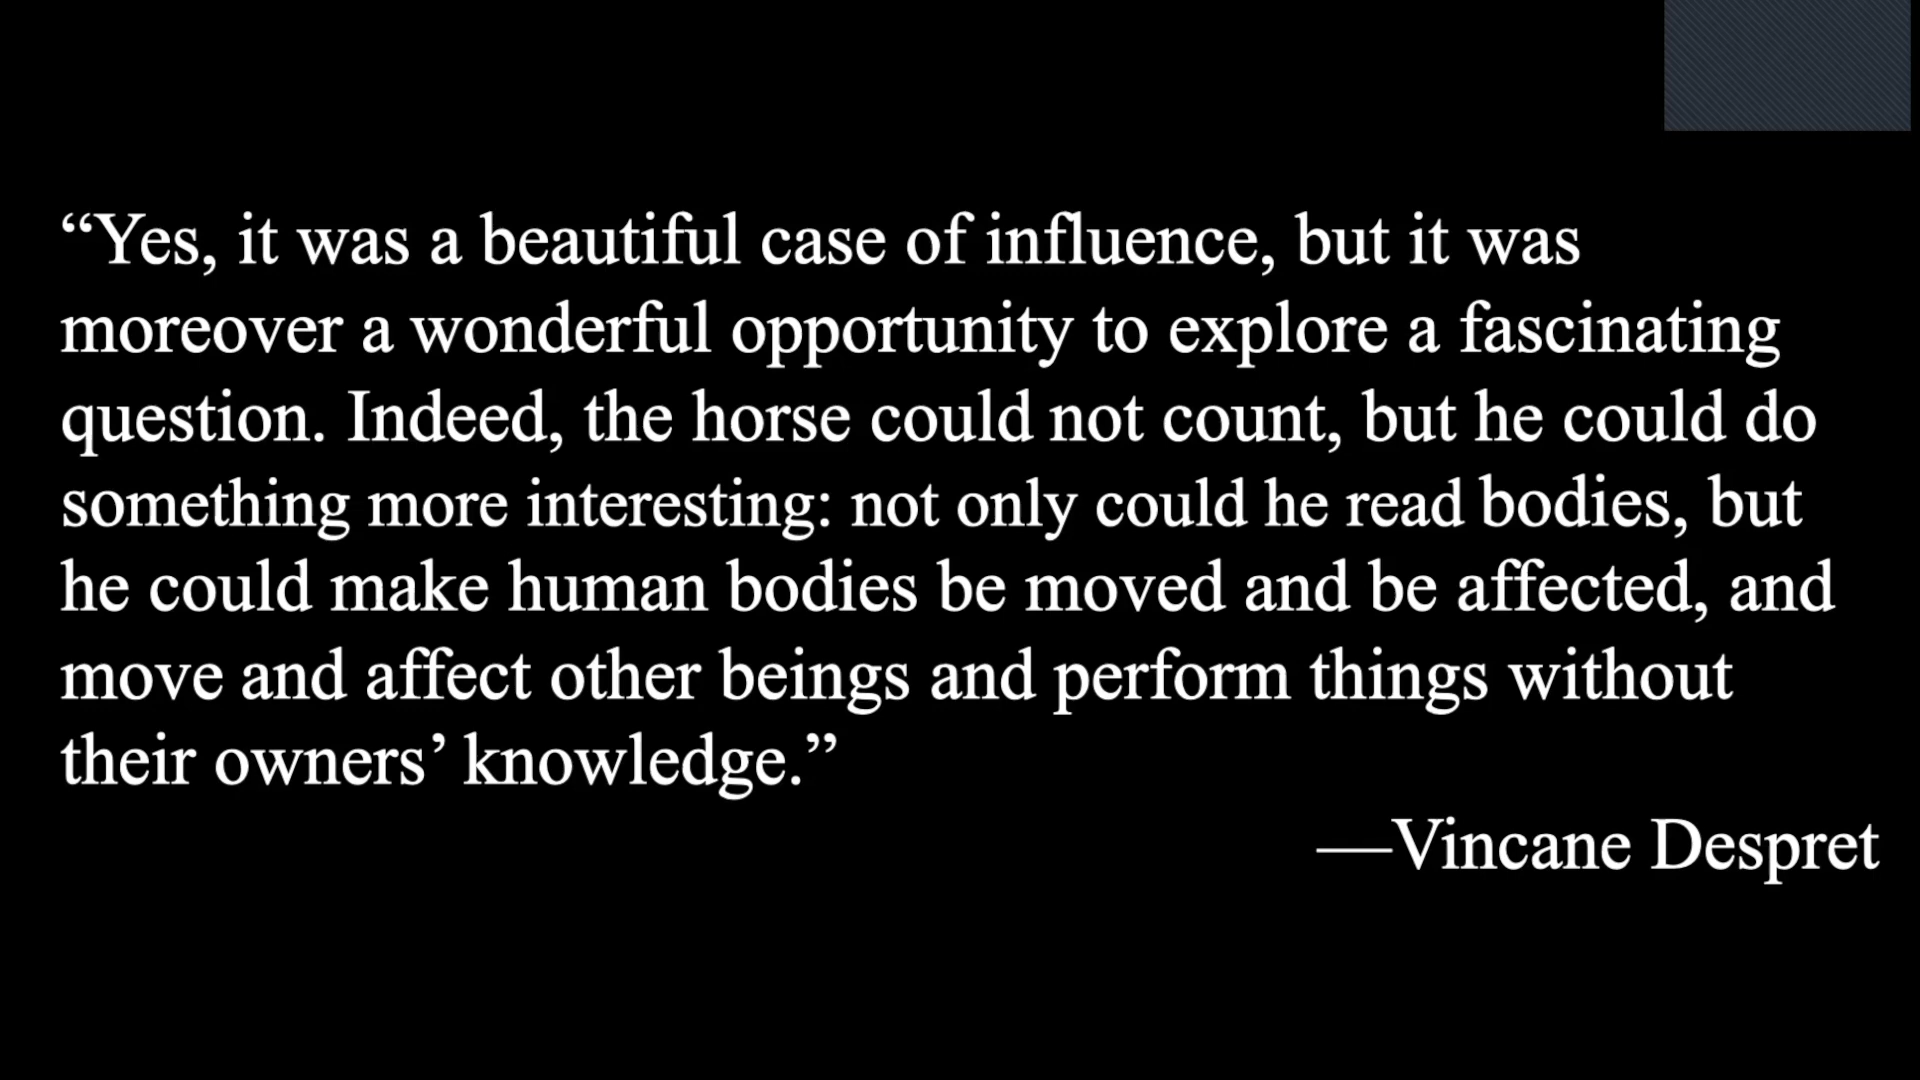 “Yes, it was a beautiful case of influence, but it was
moreover a wonderful opportunity to explore a fascinating
question. Indeed, the horse could not count, but he could do
something more interesting: not only could he read bodies, but
he could make human bodies be moved and be affected, and
move and affect other beings and perform things without
their owners’ knowledge.”
—Vincane Despret